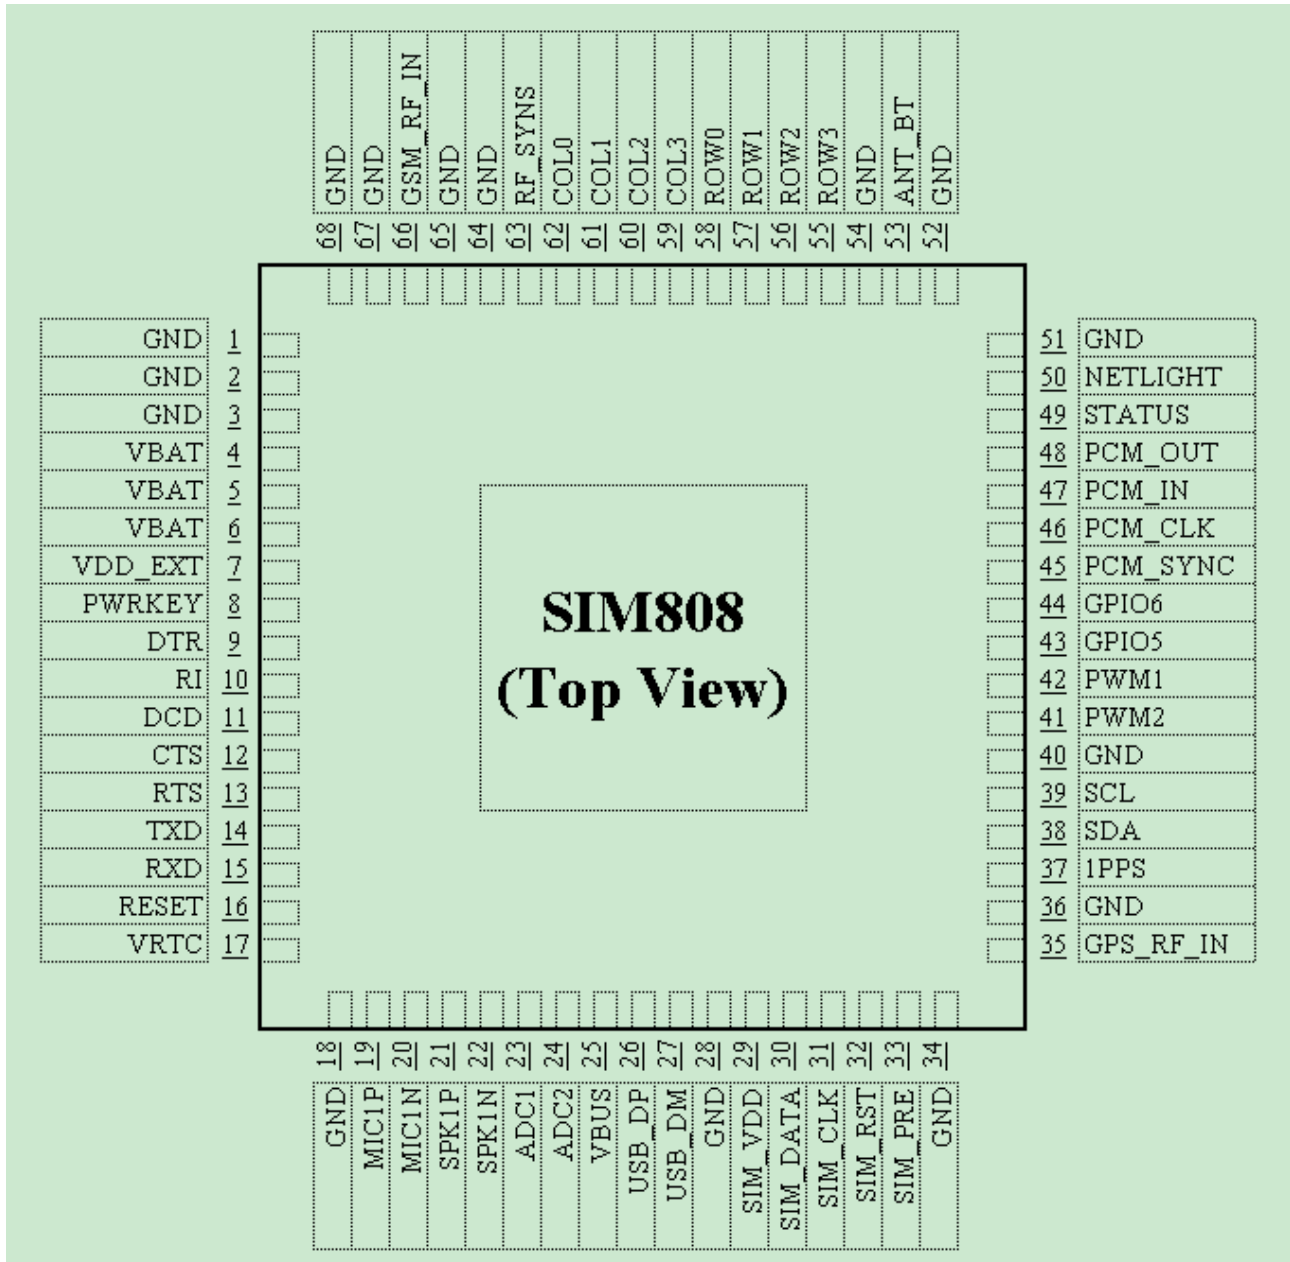 GND
GND
GSM_RF_IN
GND
GND
RF_SYNS
COL0
COL1
COL2
COL3
ROW0
ROW1
ROW2
ROW3
GND
ANT_BT
GND
68
67
66
65
64
63
62
61
60
59
58
57
56
55
54
53
52
GND 1
GND 2
GND 3
VBAT 4
VBAT 5
VBAT 6
VDD_EXT 7
PWRKEY 8
DTR 9
RI 10
DCD 11
CTS 12
RTS 13
TXD 14
RXD 15
RESET 16
VRTC 17
SIM808
(Top View)
51 GND
50 NETLIGHT
49 STATUS
48 PCM_OUT
47 PCM_IN
46 PCM_CLK
45 PCM_SYNC
44 GPIO6
43 GPIO5
42 PWM1
41 PWM2
40 GND
39 SCL
38 SDA
37 1PPS
36 GND
35 GPS_RF_IN
18
19
20
21
22
23
24
25
26
27
28
29
30
31
32
33
34
GND
MIC1P
MIC1N
SPK1P
SPK1N
ADC1
ADC2
VBUS
USB_DP
USB_DM
GND
SIM_VDD
SIM_DATA
SIM_CLK
SIM_RST
SIM_PRE
GND